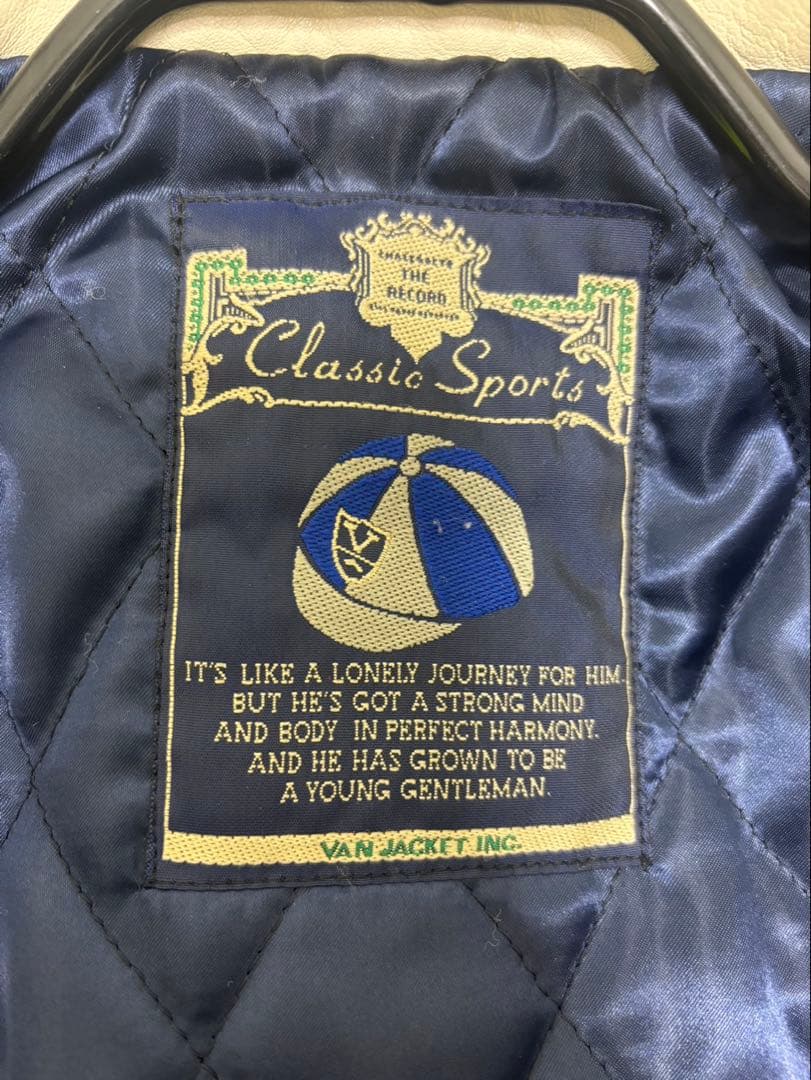 THE
RECORD
Classic Sports
V
IT'S LIKE A LONELY JOURNEY FOR HIM.
BUT HE'S GOT A STRONG MIND
AND BODY IN PERFECT HARMONY.
AND HE HAS GROWN TO BE
A YOUNG GENTLEMAN.
VAN JACKET INC.